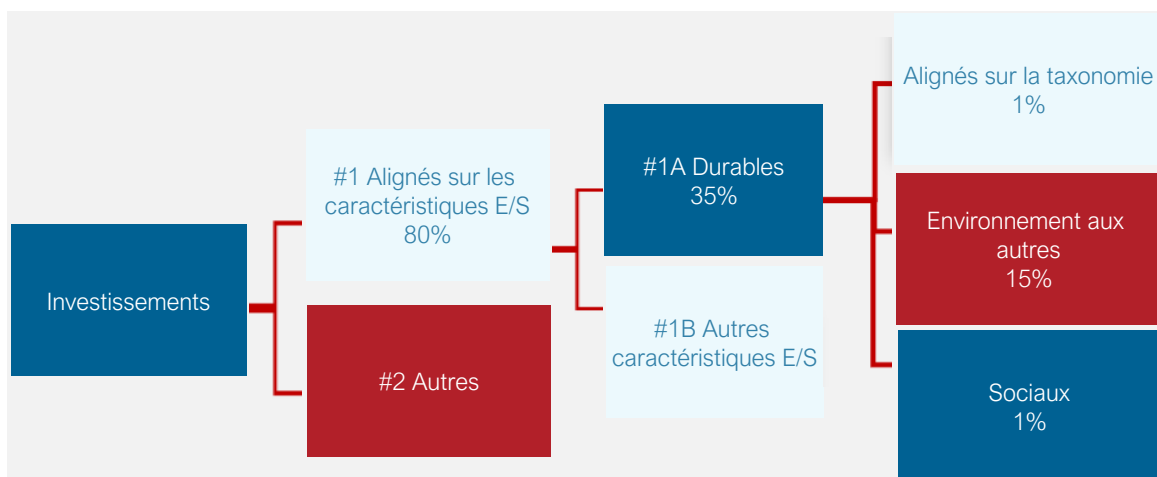 Investissements
#1 Alignés sur les
caractéristiques E/S
80%
#2 Autres
#1A Durables
35%
#1B Autres
caractéristiques E/S
Alignés sur la taxonomie
1%
Environnement aux
autres
15%
Sociaux
1%